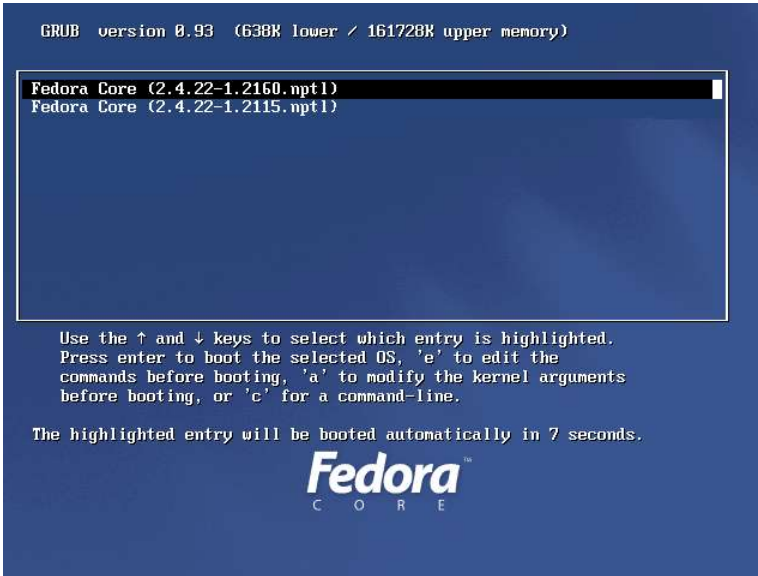 GRUB version 0.93 (638K lower / 161728K upper memory)
Fedora Core (2.4.22-1.2160.nptl)
Fedora Core (2.4.22-1.2115.nptl)
Use the ↑ and ↓ keys to select which entry is highlighted.
Press enter to boot the selected OS, 'e' to edit the
commands before booting, 'a' to modify the kernel arguments
before booting, or 'c' for a command-line.
The highlighted entry will be booted automatically in 7 seconds.
Fedora™
CORE